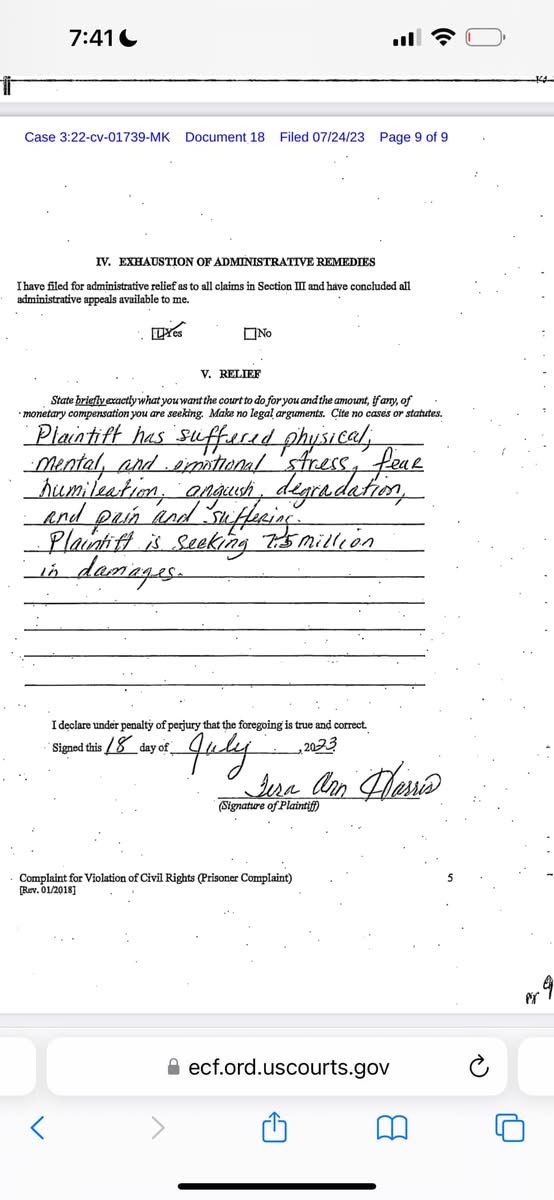 7:41
Case 3:22-cv-01739-MK Document 18 Filed 07/24/23 Page 9 of 9
IV. EXHAUSTION OF ADMINISTRATIVE REMEDIES
I have filed for administrative relief as to all claims in Section III and have concluded all
administrative appeals available to me.
Yes No
V. RELIEF
State briefly exactly what you want the court to do for you and the amount, if any, of
monetary compensation you are seeking. Make no legal arguments. Cite no cases or statutes.
Plaintiff has suffered physical,
mental, and emotional stress, fear
humileation, anguish, degradation,
and pain and suffering.
Plaintiff is seeking 7.5 million
in damages.
I declare under penalty of perjury that the foregoing is true and correct.
Signed this 18 day of July, 2023
Ann Harris
(Signature of Plaintiff)
Complaint for Violation of Civil Rights (Prisoner Complaint) 5
[Rev. 01/2018]
ecf.ord.uscourts.gov